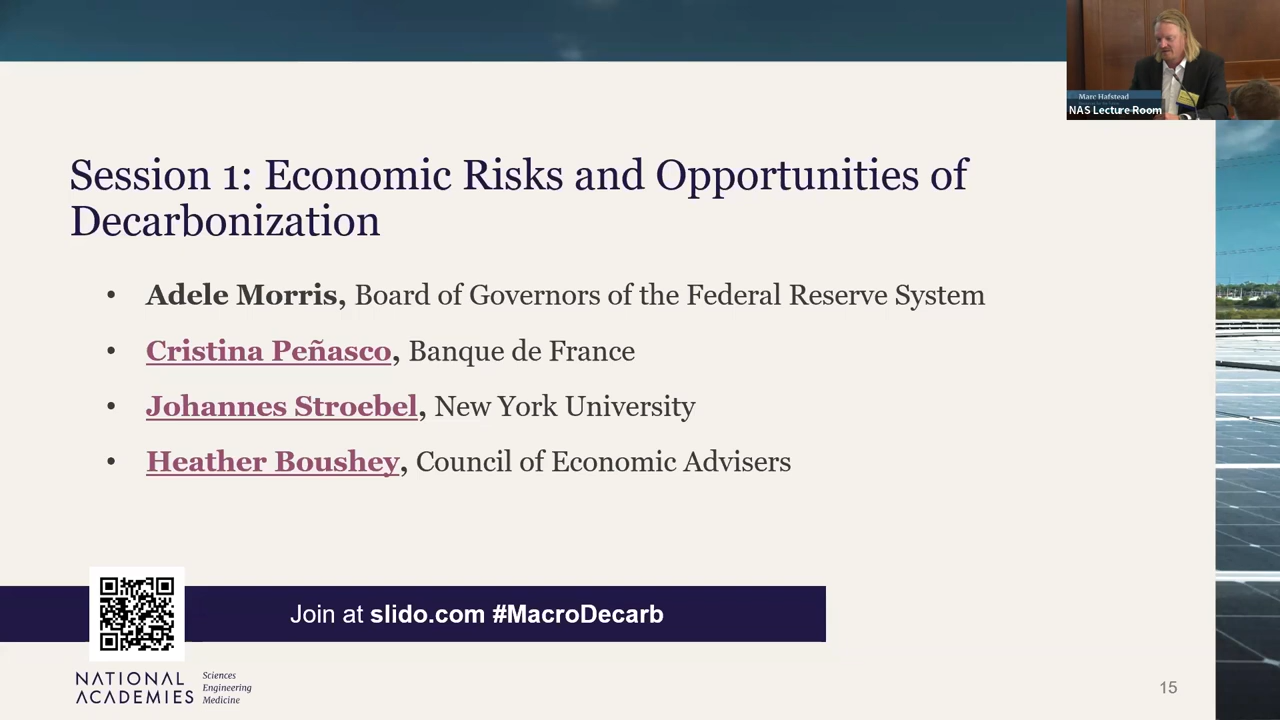 Marc Hafstead
NAS Lecture Room
Session 1: Economic Risks and Opportunities of
Decarbonization
• Adele Morris, Board of Governors of the Federal Reserve System
• Cristina Peñasco, Banque de France
• Johannes Stroebel, New York University
• Heather Boushey, Council of Economic Advisers
Join at slido.com #MacroDecarb
NATIONAL ACADEMIES
Sciences
Engineering
Medicine
15